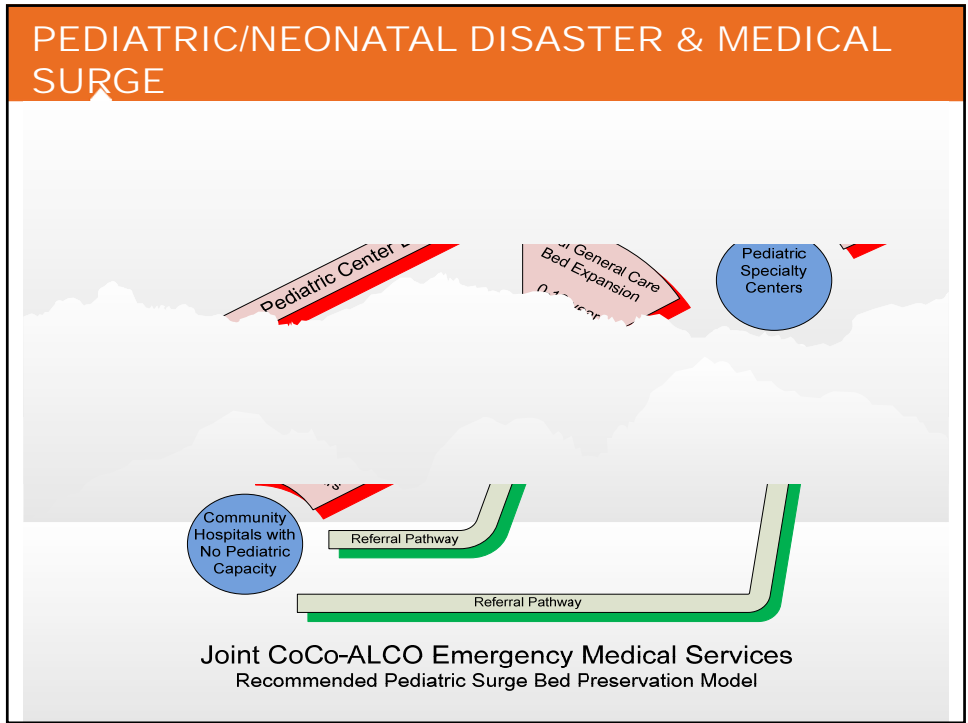 PEDIATRIC/NEONATAL DISASTER & MEDICAL
SURGE
Pediatric Center
General Care
Bed Expansion
Pediatric
Specialty
Centers
Community
Hospitals with
No Pediatric
Capacity
Referral Pathway
Referral Pathway
Joint CoCo-ALCO Emergency Medical Services
Recommended Pediatric Surge Bed Preservation Model